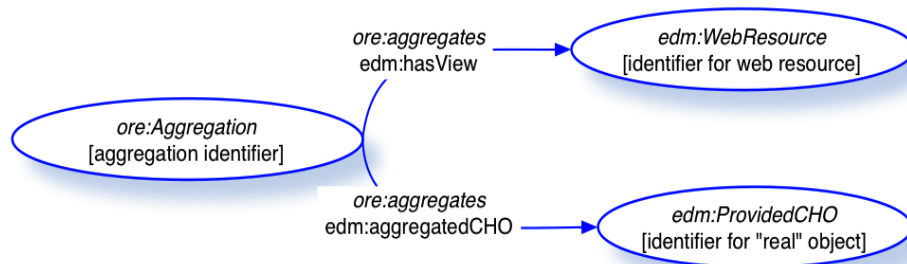 ore:aggregates
edm:hasView
edm:WebResource
[identifier for web resource]
ore:Aggregation
[aggregation identifier]
ore:aggregates
edm:aggregatedCHO
edm:ProvidedCHO
[identifier for "real" object]